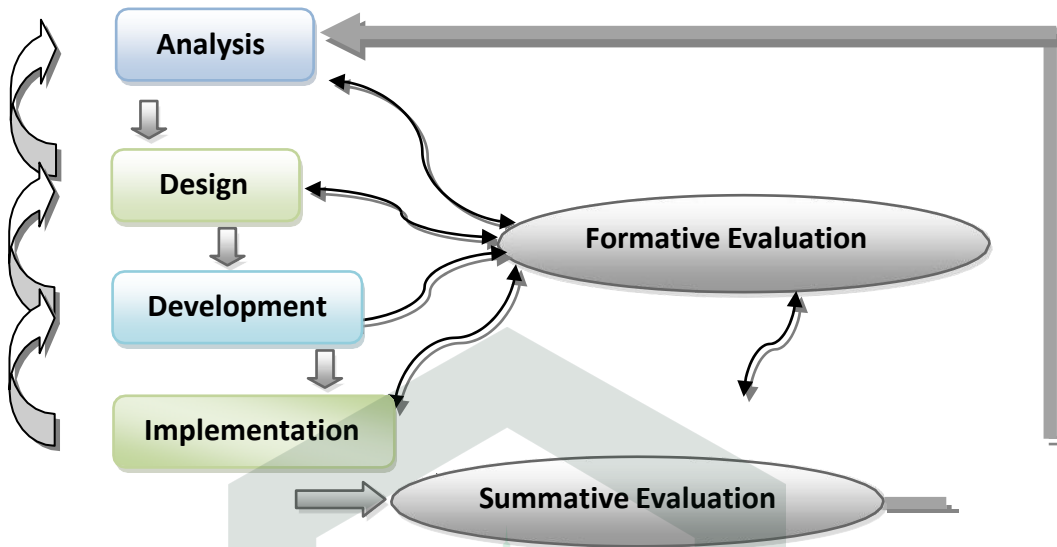 Analysis
Design
Formative Evaluation
Development
Implementation
Summative Evaluation